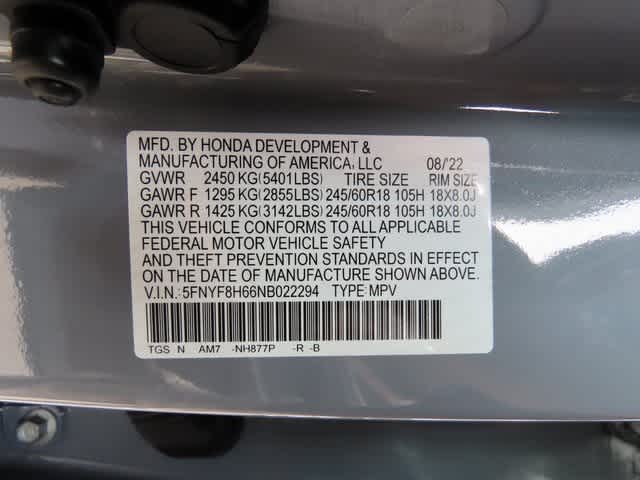 MFD. BY HONDA DEVELOPMENT &
MANUFACTURING OF AMERICA, LLC 08/'22
GVWR 2450 KG(5401LBS) TIRE SIZE RIM SIZE
GAWR F 1295 KG(2855LBS) 245/60R18 105H 18X8.0J
GAWR R 1425 KG(3142LBS) 245/60R18 105H 18X8.0J
THIS VEHICLE CONFORMS TO ALL APPLICABLE
FEDERAL MOTOR VEHICLE SAFETY
AND THEFT PREVENTION STANDARDS IN EFFECT
ON THE DATE OF MANUFACTURE SHOWN ABOVE.
V.I.N.: 5FNYF8H66NB022294 TYPE: MPV
TGS N AM7 -NH877P -R -B